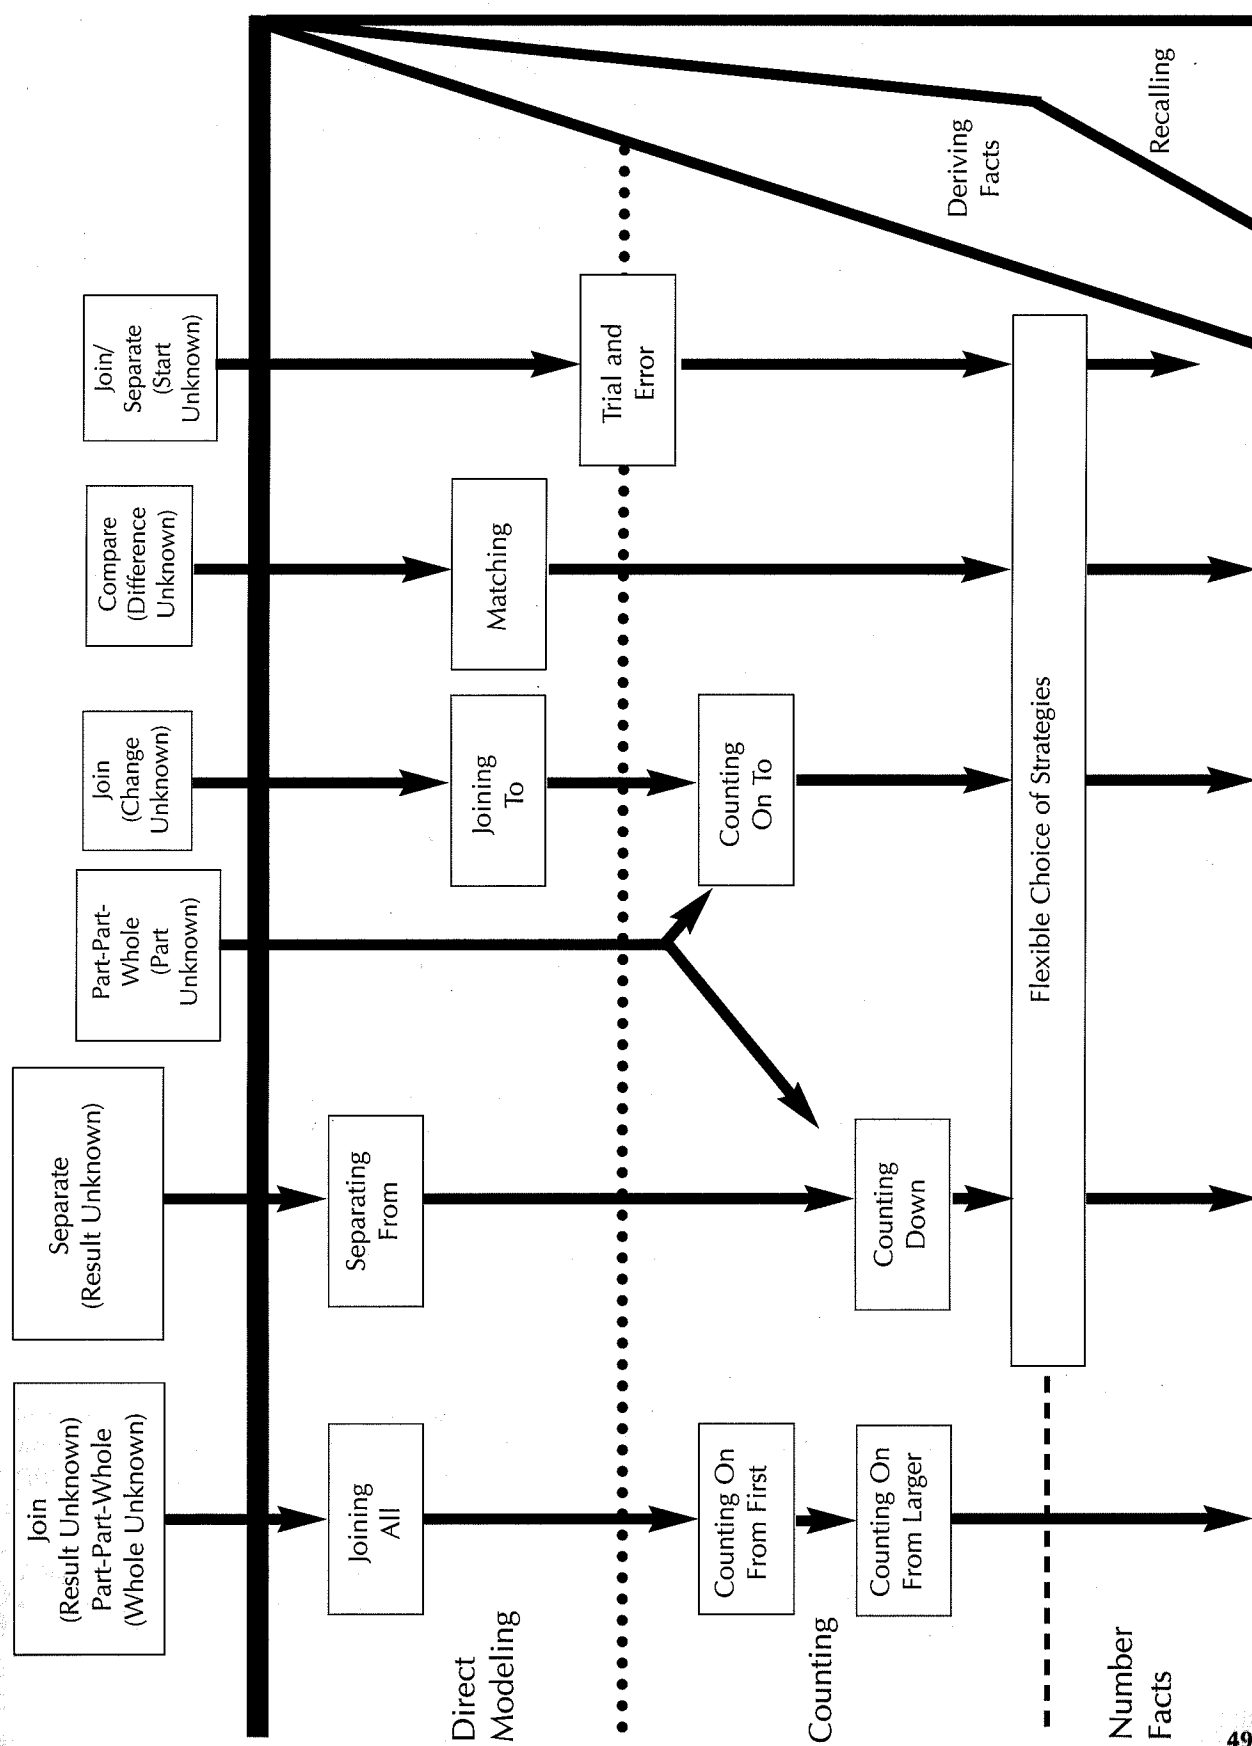 Join
(Result Unknown)
Part-Part-Whole
(Whole Unknown)
Separate
(Result Unknown)
Part-Part-
Whole
(Part
Unknown)
Join
(Change
Unknown)
Compare
(Difference
Unknown)
Join/
Separate
(Start
Unknown)
Direct
Modeling
Joining
All
Separating
From
Joining
To
Matching
Trial and
Error
Counting
Counting On
From First
Counting On
From Larger
Counting
Down
Counting
On To
Flexible Choice of Strategies
Number
Facts
Deriving
Facts
Recalling
49